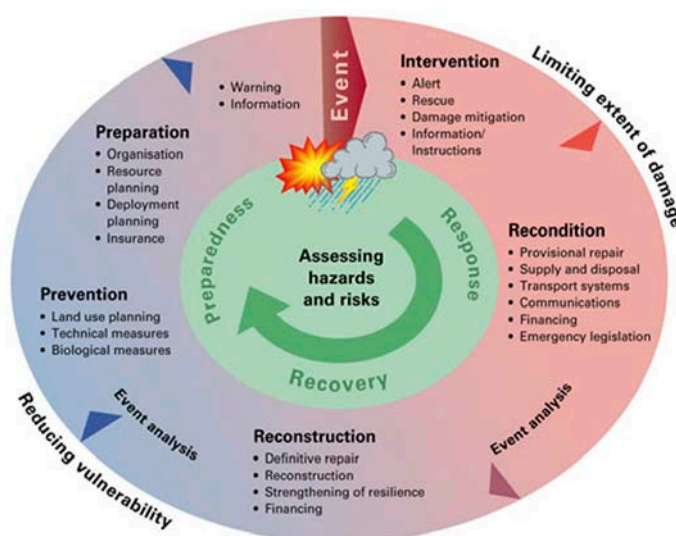 Event
Intervention
• Alert
• Rescue
• Damage mitigation
• Information/
Instructions
Limiting extent of damage
Recondition
• Provisional repair
• Supply and disposal
• Transport systems
• Communications
• Financing
• Emergency legislation
Event analysis
Reconstruction
• Definitive repair
• Reconstruction
• Strengthening of resilience
• Financing
Event analysis
Reducing vulnerability
Prevention
• Land use planning
• Technical measures
• Biological measures
Preparation
• Organisation
• Resource
planning
• Deployment
planning
• Insurance
• Warning
• Information
Response
Recovery
Preparedness
Assessing
hazards
and risks